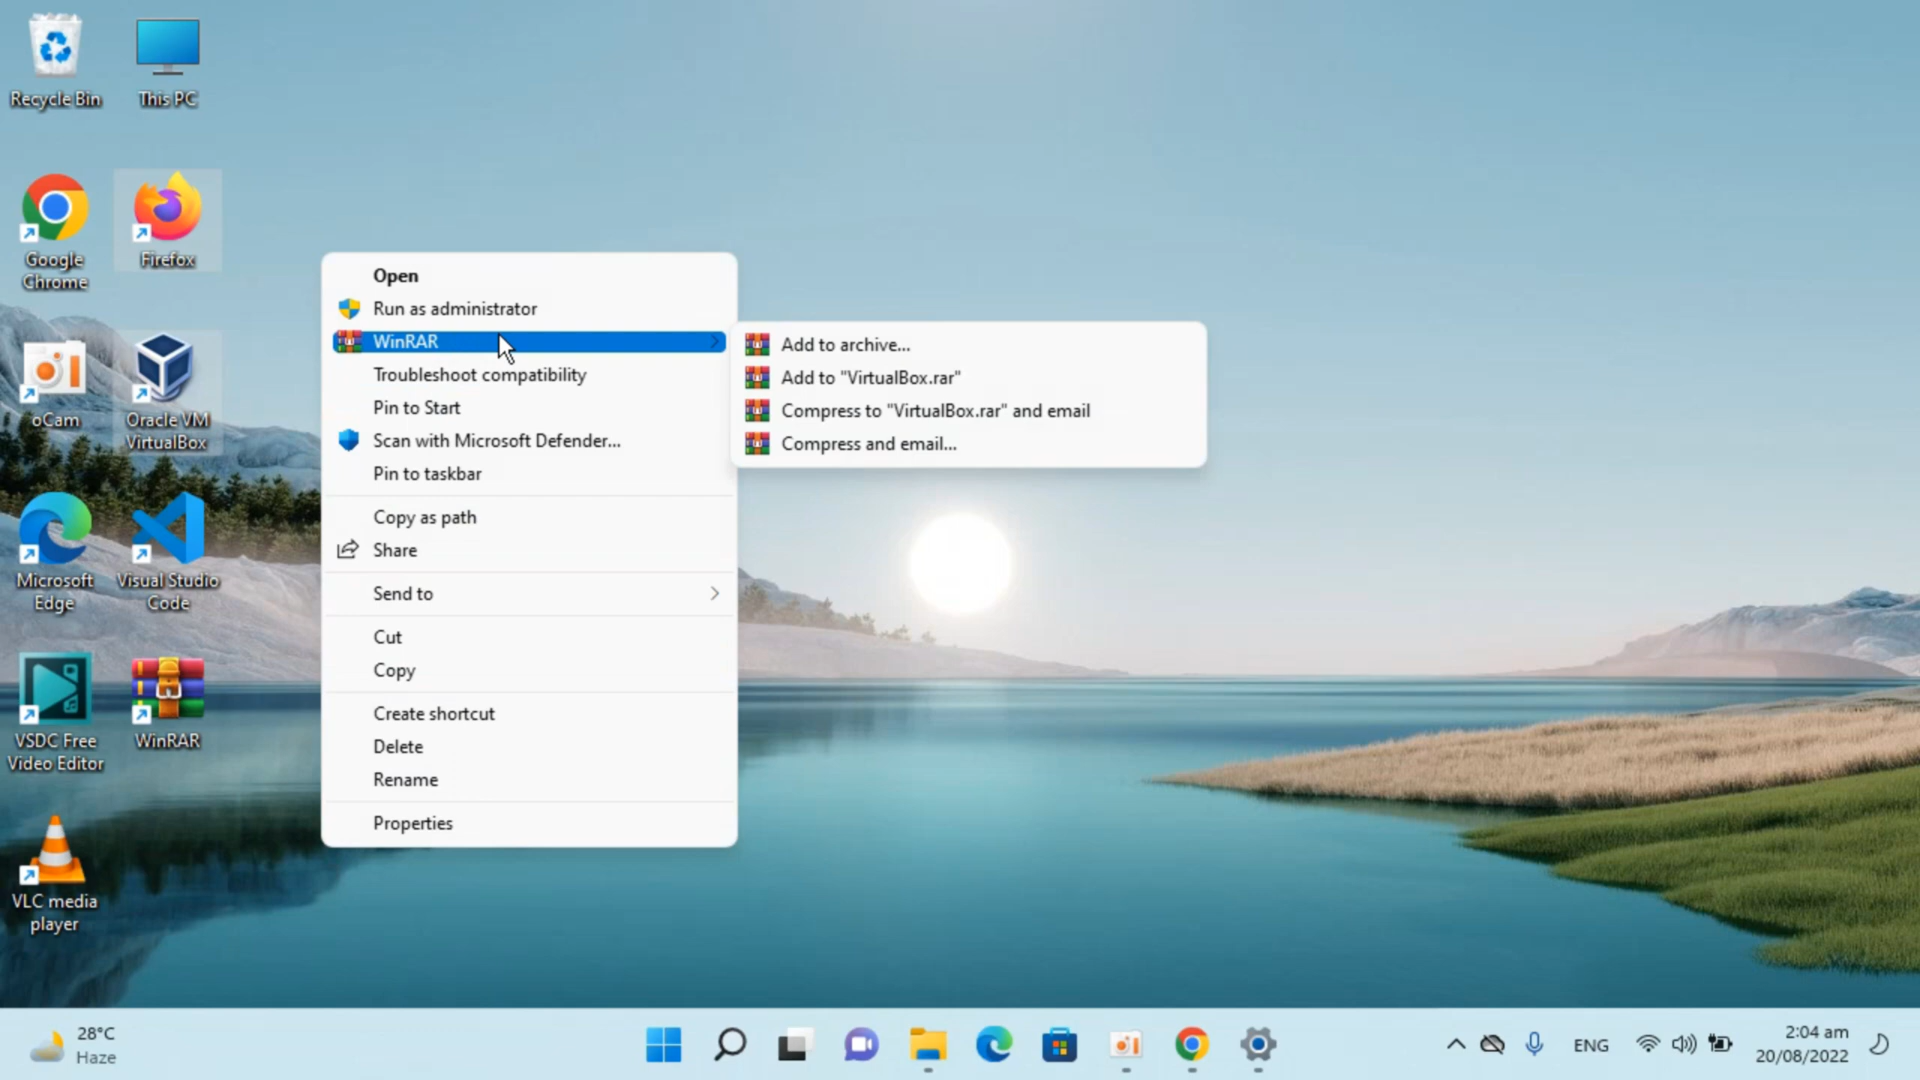 Recycle Bin
This PC
Google
Chrome
Firefox
oCam
Oracle VM
VirtualBox
Microsoft
Edge
Visual Studio
Code
VSDC Free
Video Editor
WinRAR
VLC media
player
Open
Run as administrator
WinRAR
Troubleshoot compatibility
Pin to Start
Scan with Microsoft Defender...
Pin to taskbar
Copy as path
Share
Send to
Cut
Copy
Create shortcut
Delete
Rename
Properties
Add to archive...
Add to "VirtualBox.rar"
Compress to "VirtualBox.rar" and email
Compress and email...
28°C
Haze
ENG
2:04 am
20/08/2022